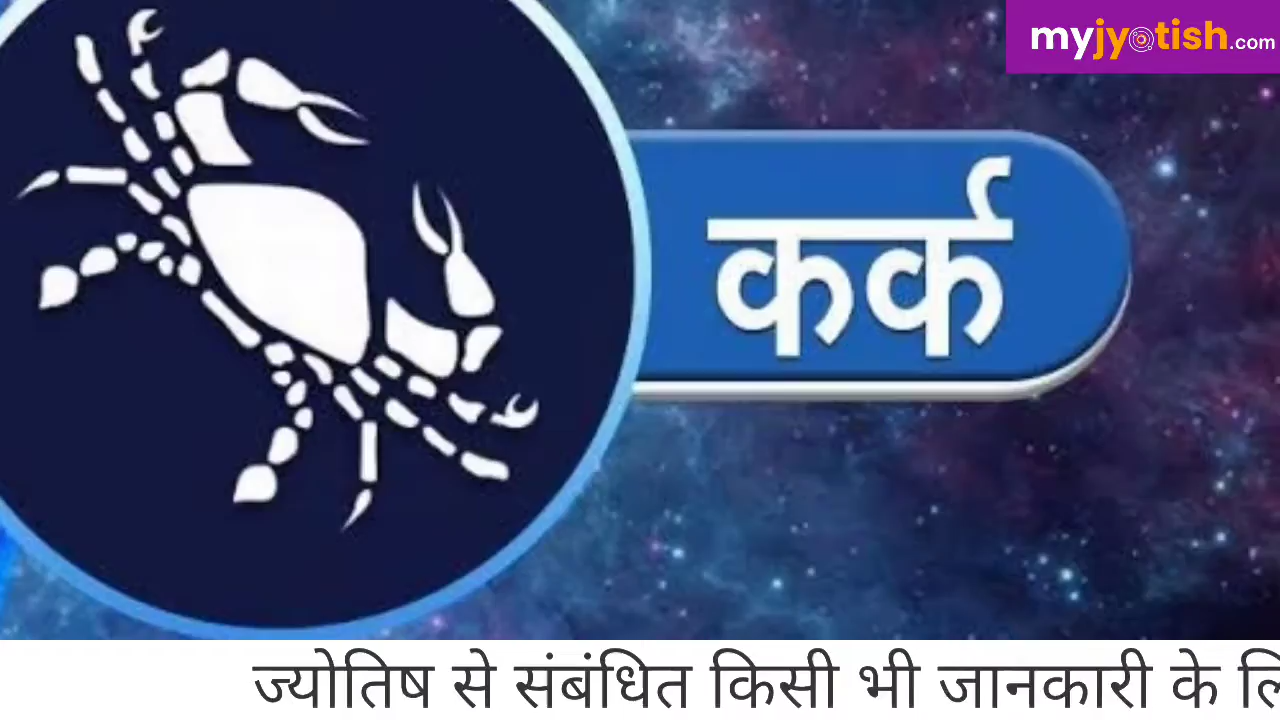 myjyotish.com
कर्क
ज्योतिष से संबंधित किसी भी जानकारी के